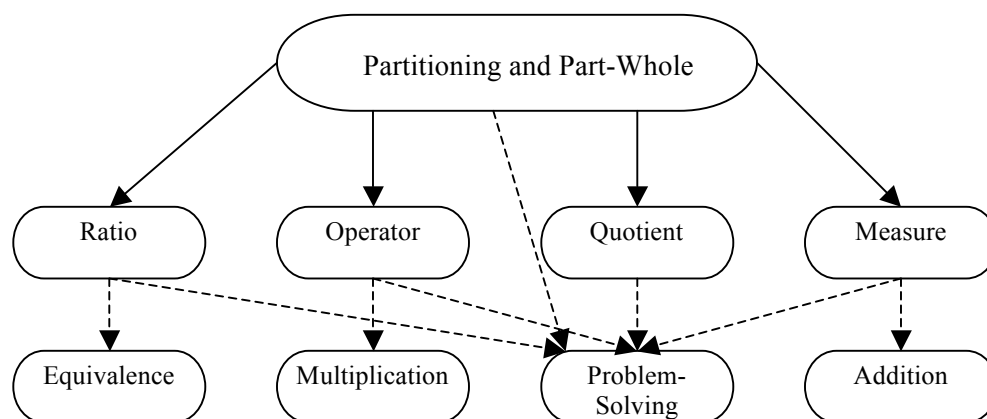 Partitioning and Part-Whole
Ratio
Operator
Quotient
Measure
Equivalence
Multiplication
Problem-
Solving
Addition